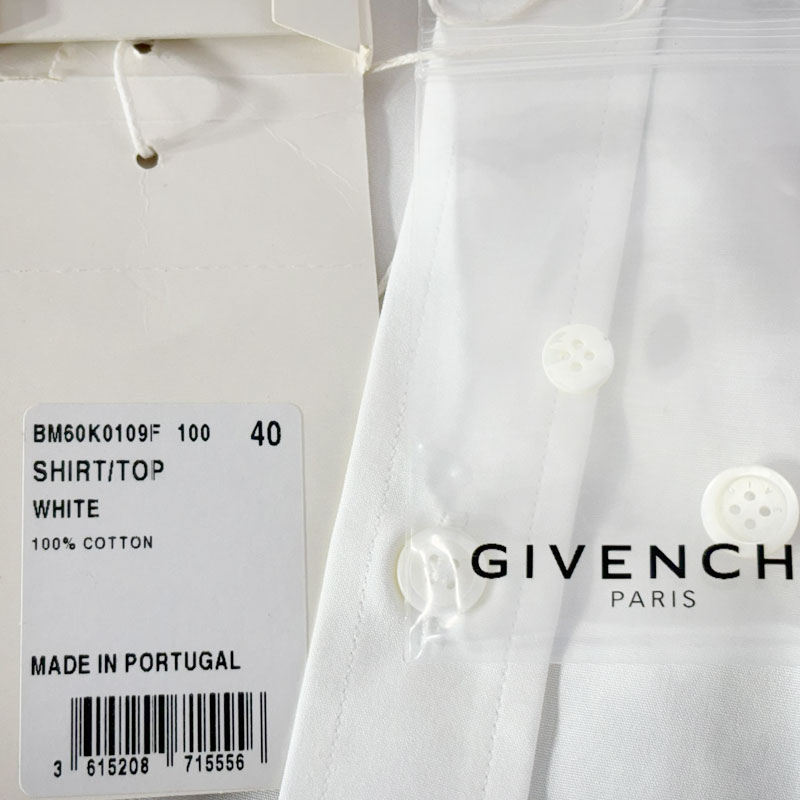 BM60K0109F 100 40
SHIRT/TOP
WHITE
100% COTTON
MADE IN PORTUGAL
3 615208 715556
GIVENCH
PARIS